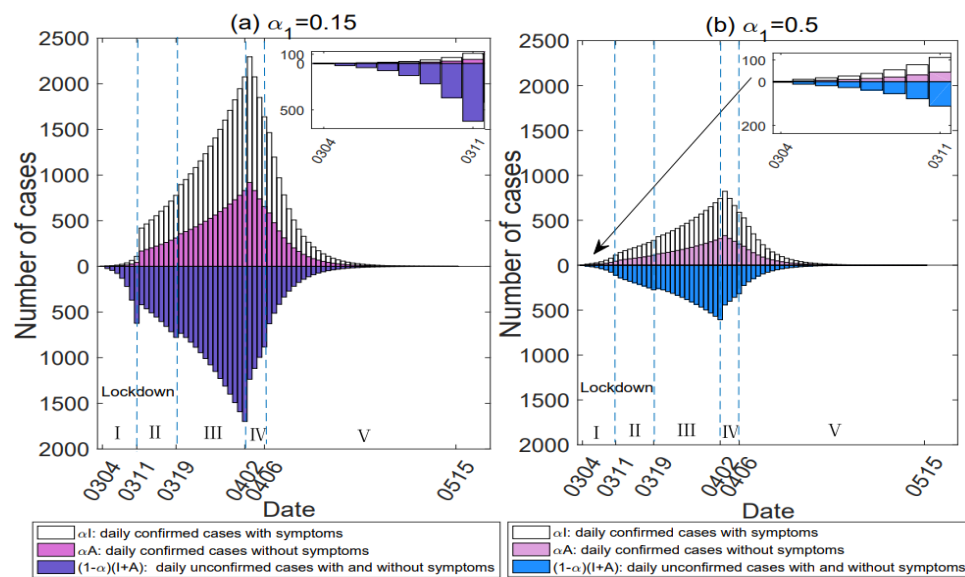 (a) α1=0.15
2500
2000
1500
1000
500
0
500
1000
1500
2000
Number of cases
100
0
500
0304
0311
Lockdown
I
II
III
IV
V
0304
0311
0319
0402
0406
0515
Date
αI: daily confirmed cases with symptoms
αA: daily confirmed cases without symptoms
(1-α)(I+A): daily unconfirmed cases with and without symptoms
(b) α1=0.5
2500
2000
1500
1000
500
0
500
1000
1500
2000
Number of cases
100
0
200
0304
0311
Lockdown
I
II
III
IV
V
0304
0311
0319
0402
0406
0515
Date
αI: daily confirmed cases with symptoms
αA: daily confirmed cases without symptoms
(1-α)(I+A): daily unconfirmed cases with and without symptoms